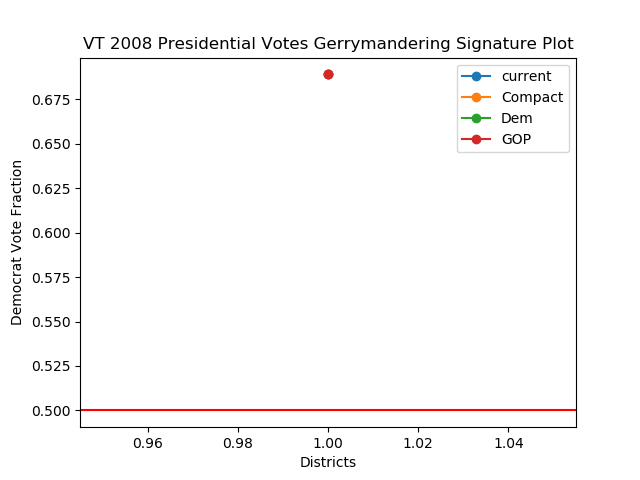 VT 2008 Presidential Votes Gerrymandering Signature Plot
current
Compact
Dem
GOP
Democrat Vote Fraction
0.675
0.650
0.625
0.600
0.575
0.550
0.525
0.500
0.96 0.98 1.00 1.02 1.04
Districts